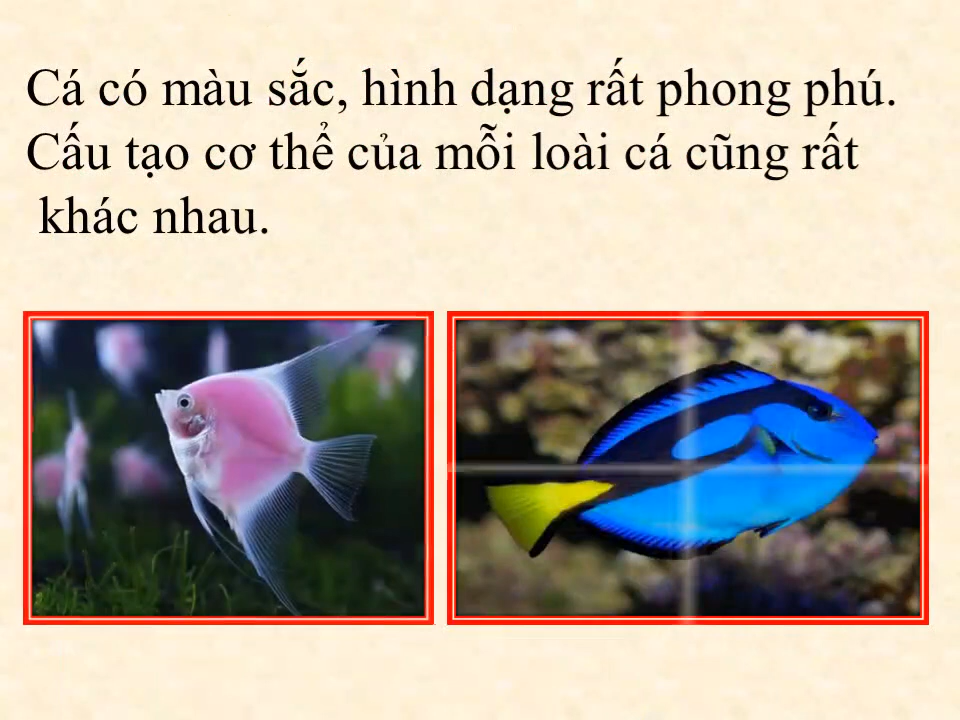 Cá có màu sắc, hình dạng rất phong phú.
Cấu tạo cơ thể của mỗi loài cá cũng rất
khác nhau.